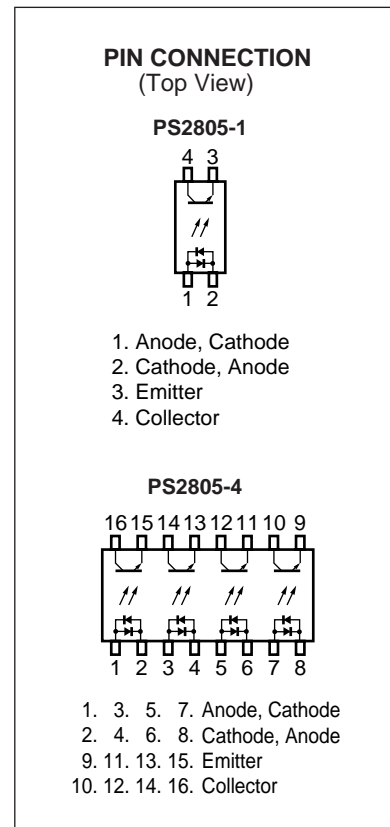 PIN CONNECTION
(Top View)
PS2805-1
4 3
1 2
1. Anode, Cathode
2. Cathode, Anode
3. Emitter
4. Collector
PS2805-4
16 15 14 13 12 11 10 9
1 2 3 4 5 6 7 8
1. 3. 5. 7. Anode, Cathode
2. 4. 6. 8. Cathode, Anode
9. 11. 13. 15. Emitter
10. 12. 14. 16. Collector